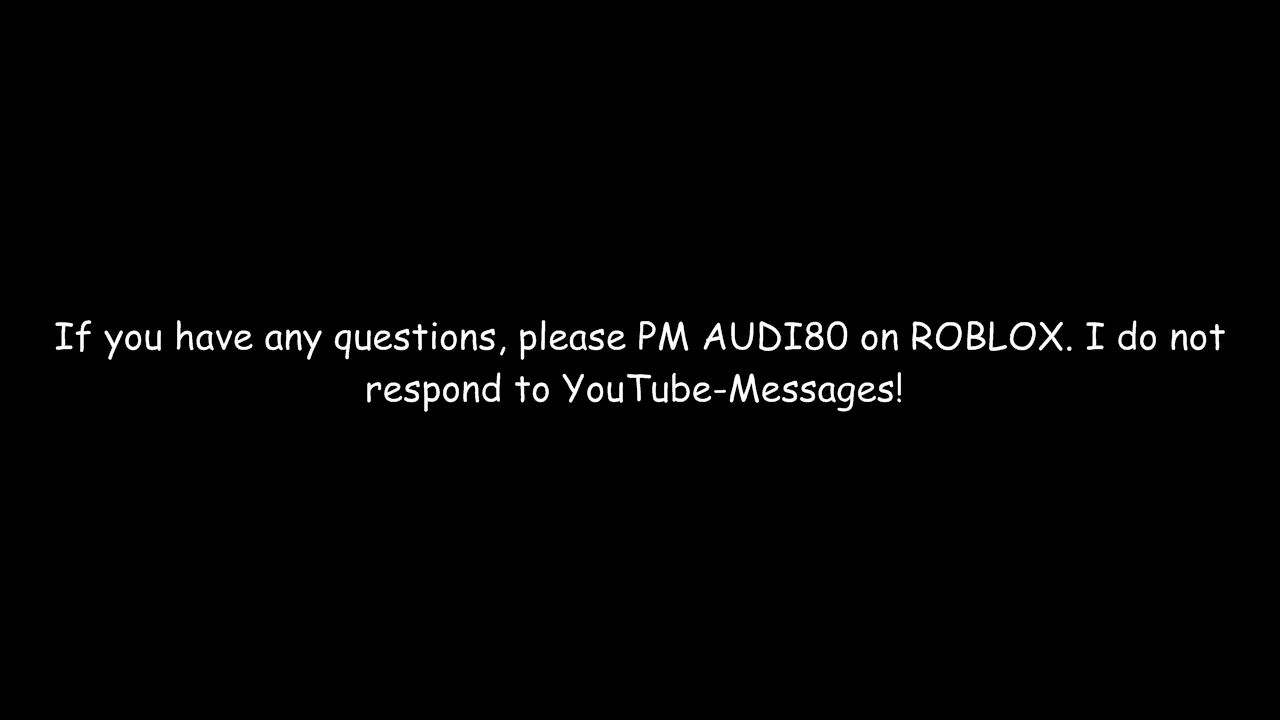 If you have any questions, please PM AUDI80 on ROBLOX. I do not
respond to YouTube-Messages!